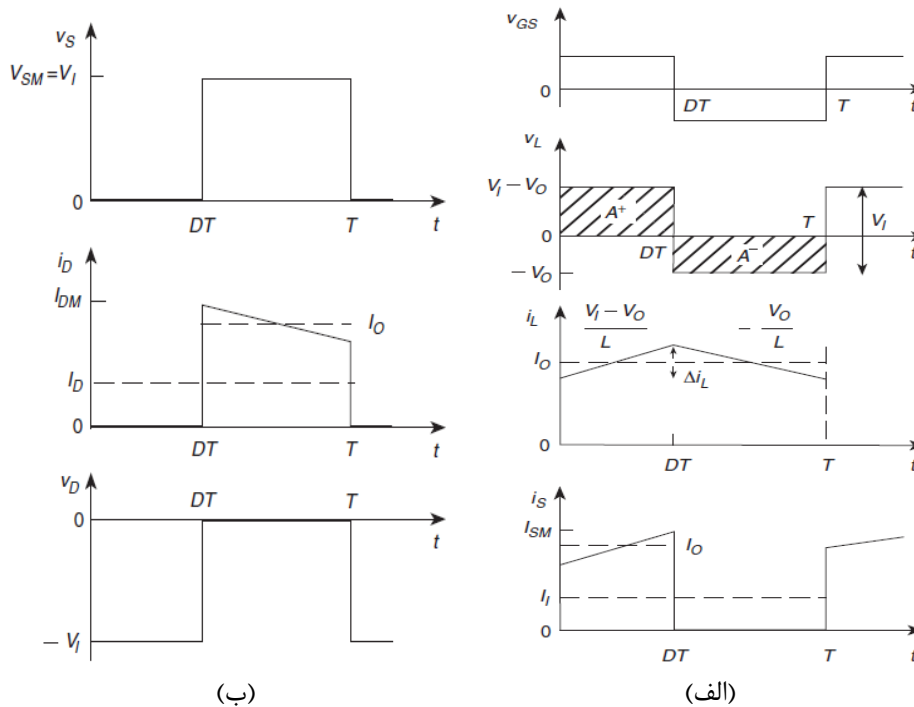 v_S
V_SM = V_I
0
DT
T
t
i_D
I_DM
I_O
I_D
0
DT
T
t
v_D
DT
T
0
t
− V_I
(ب)
v_GS
0
DT
T
t
v_L
V_I − V_O
A⁺
T
V_I
0
DT
t
A⁻
− V_O
i_L
V_I − V_O
L
− V_O
L
I_O
Δi_L
0
DT
T
t
i_S
I_SM
I_O
I_I
0
DT
T
t
(الف)